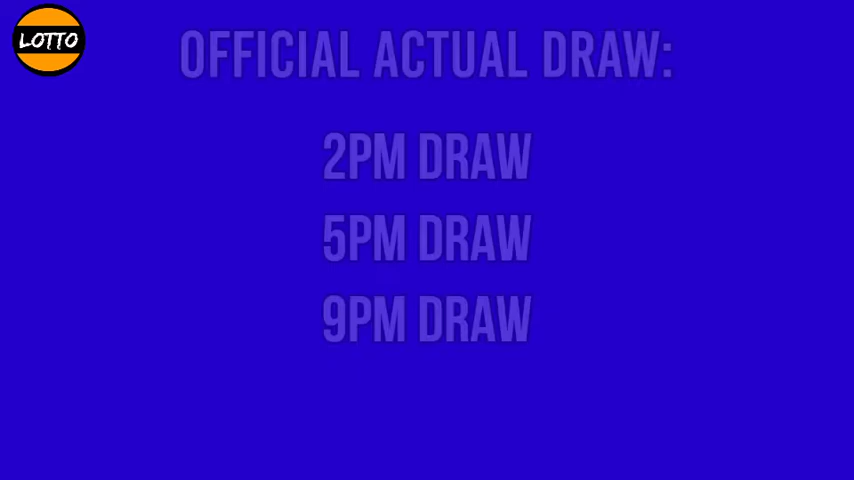 LOTTO
OFFICIAL ACTUAL DRAW:
2PM DRAW
5PM DRAW
9PM DRAW